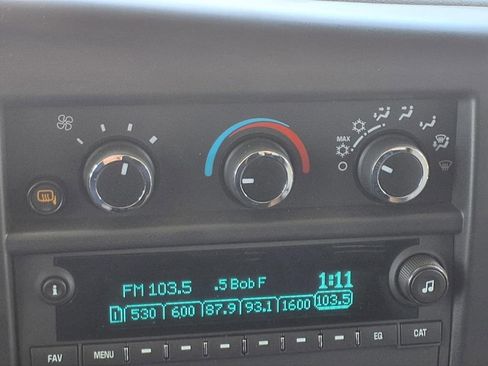 MAX
FM 103.5 .5 Bob F 1:11
1 530 600 87.9 93.1 1600 103.5
i
FAV MENU EG CAT